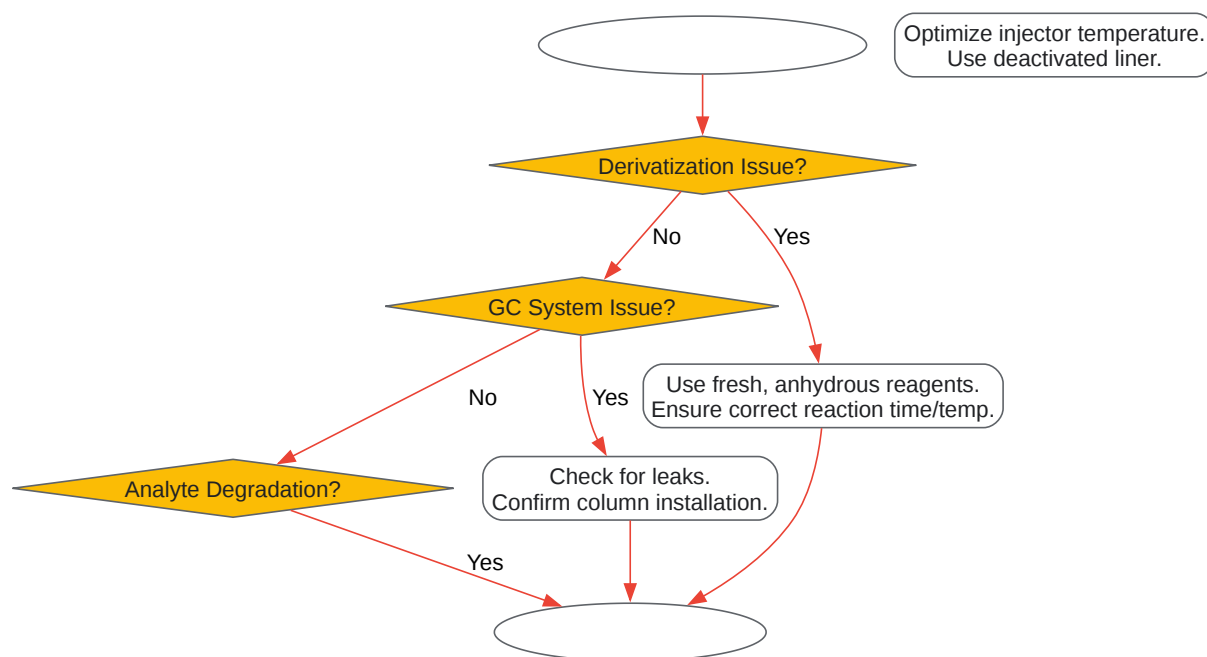 Optimize injector temperature.
Use deactivated liner.
Derivatization Issue?
No
Yes
GC System Issue?
Use fresh, anhydrous reagents.
Ensure correct reaction time/temp.
No
Yes
Check for leaks.
Confirm column installation.
Analyte Degradation?
Yes